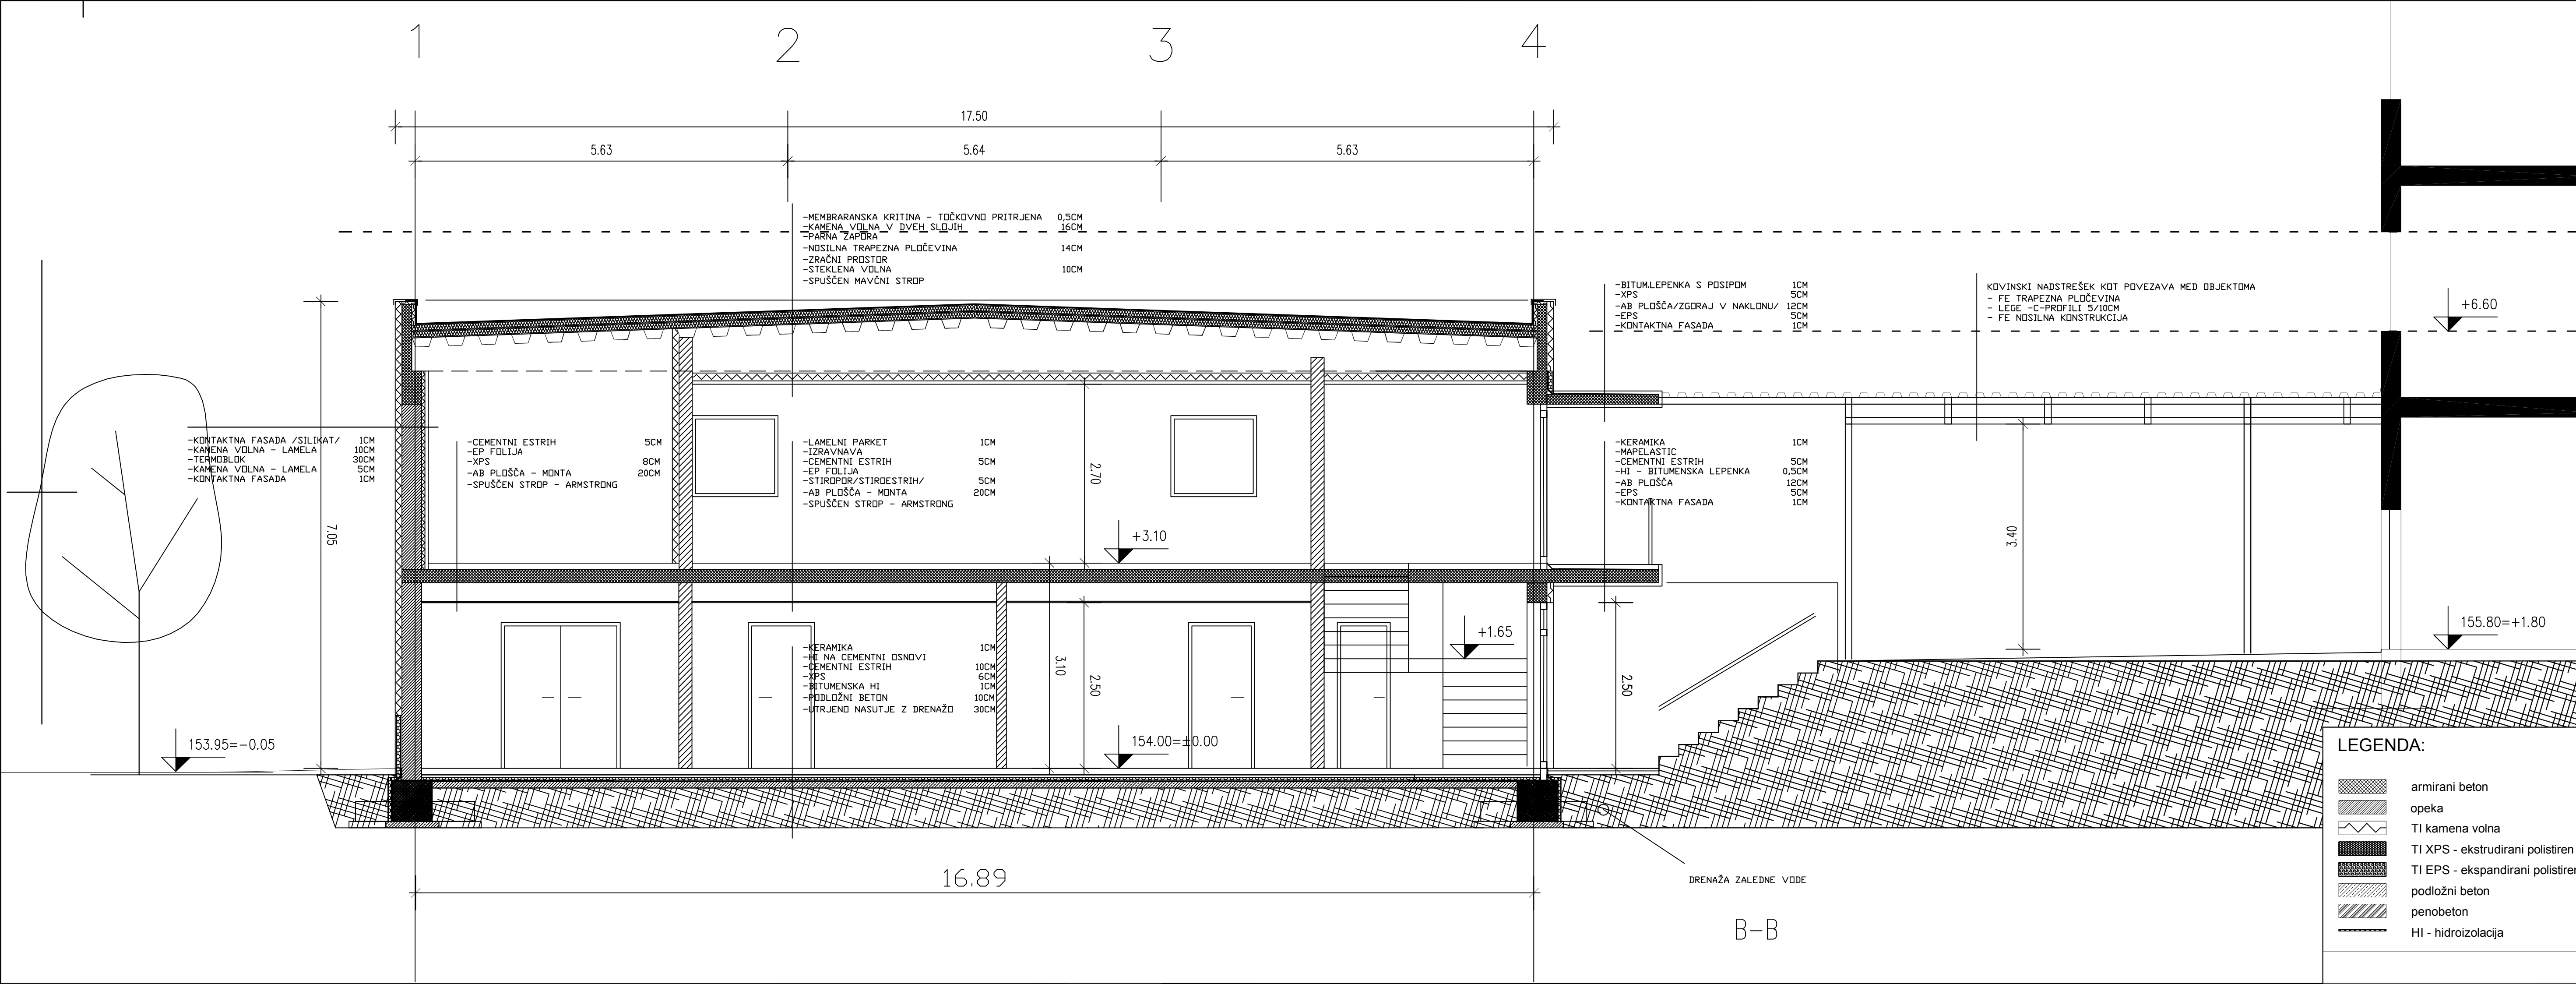 1
2
3
4
17.50
5.63
5.64
5.63
-MEMBRARANSKA KRITINA - TOČKOVNO PRITRJENA 0,5CM
-KAMENA VOLNA V DVEH SLOJIH 16CM
-PARNA ZAPORA
-NOSILNA TRAPEZNA PLOČEVINA 14CM
-ZRAČNI PROSTOR
-STEKLENA VOLNA 10CM
-SPUŠČEN MAVČNI STROP
-BITUM.LEPENKA S POSIPOM 1CM
-XPS 5CM
-AB PLOŠČA/ZGORAJ V NAKLONU/ 12CM
-EPS 5CM
-KONTAKTNA FASADA 1CM
KOVINSKI NADSTREŠEK KOT POVEZAVA MED OBJEKTOMA
- FE TRAPEZNA PLOČEVINA
- LEGE -C-PROFILI 5/10CM
- FE NOSILNA KONSTRUKCIJA
+6.60
-KONTAKTNA FASADA /SILIKAT/ 1CM
-KAMENA VOLNA - LAMELA 10CM
-TERMOBLOK 30CM
-KAMENA VOLNA - LAMELA 5CM
-KONTAKTNA FASADA 1CM
-CEMENTNI ESTRIH 5CM
-EP FOLIJA
-XPS 8CM
-AB PLOŠČA - MONTA 20CM
-SPUŠČEN STROP - ARMSTRONG
-LAMELNI PARKET 1CM
-IZRAVNAVA
-CEMENTNI ESTRIH 5CM
-EP FOLIJA
-STIROPOR/STIROESTRIH/ 5CM
-AB PLOŠČA - MONTA 20CM
-SPUŠČEN STROP - ARMSTRONG
2.70
-KERAMIKA 1CM
-MAPELASTIC
-CEMENTNI ESTRIH 5CM
-HI - BITUMENSKA LEPENKA 0,5CM
-AB PLOŠČA 12CM
-EPS 5CM
-KONTAKTNA FASADA 1CM
7.05
+3.10
3.40
+1.65
155.80=+1.80
-KERAMIKA 1CM
-HI NA CEMENTNI OSNOVI
-CEMENTNI ESTRIH 10CM
-XPS 6CM
-BITUMENSKA HI 1CM
-PODLOŽNI BETON 10CM
-UTRJENO NASUTJE Z DRENAŽO 30CM
3.10
2.50
2.50
153.95=-0.05
154.00=±0.00
LEGENDA:
armirani beton
opeka
TI kamena volna
TI XPS - ekstrudirani polistiren
TI EPS - ekspandirani polistiren
podložni beton
penobeton
HI - hidroizolacija
16.89
DRENAŽA ZALEDNE VODE
B-B